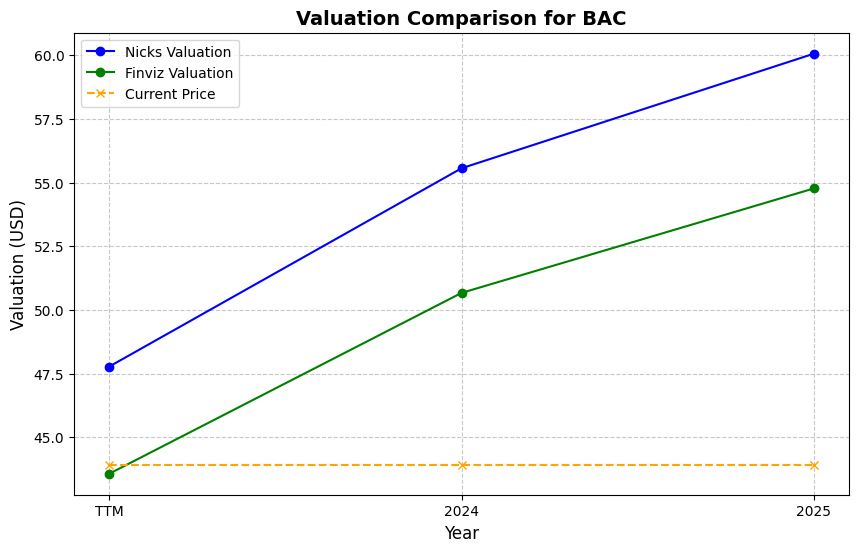 Valuation Comparison for BAC
Nicks Valuation
Finviz Valuation
Current Price
Valuation (USD)
60.0
57.5
55.0
52.5
50.0
47.5
45.0
TTM
2024
2025
Year